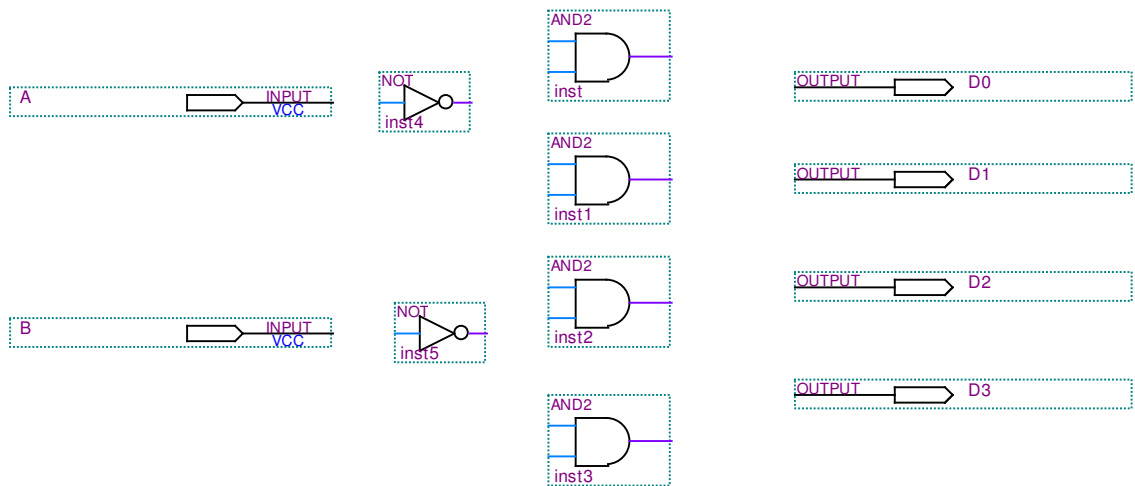 A
INPUT
VCC
NOT
inst4
AND2
inst
OUTPUT
D0
AND2
inst1
OUTPUT
D1
B
INPUT
VCC
NOT
inst5
AND2
inst2
OUTPUT
D2
AND2
inst3
OUTPUT
D3